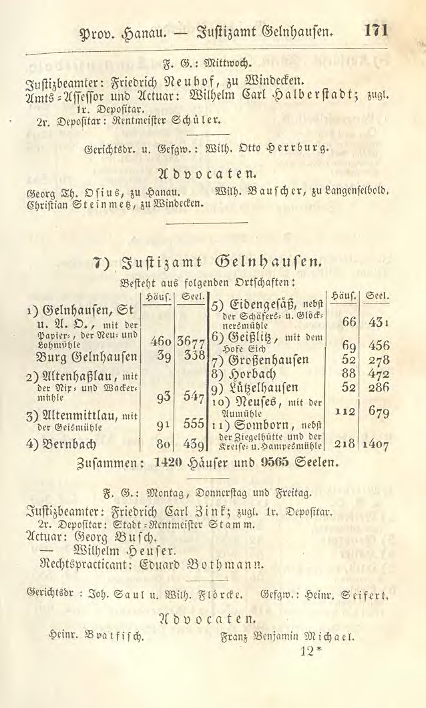 Prov. Hanau. — Justizamt Gelnhausen. 171
F. G.: Mittwoch.
Justizbeamter: Friedrich Neuhof, zu Windecken.
Amts-Assessor und Actuar: Wilhelm Carl Halberstadt; zugl.
1r. Depositar.
2r. Depositar: Rentmeister Schüler.
Gerichtsdr. u. Gefgw.: Wilh. Otto Herrburg.
Advocaten.
Georg Th. Osius, zu Hanau. Wilh. Bauscher, zu Langenselbold.
Christian Steinmetz, zu Windecken.
7) Justizamt Gelnhausen.
Besteht aus folgenden Ortschaften:
Häus. Seel.
1) Gelnhausen, St
u. A. O., mit der
Papier-, der Neu- und
Lohmühle 460 3677
Burg Gelnhausen 39 338
2) Altenhaßlau, mit
der Nir- und Wacker-
mühle 93 547
3) Altenmittlau, mit
der Geismühle 91 555
4) Bernbach 80 439
Häus. Seel.
5) Eidengesäß, nebst
der Schäfers- u. Glöck-
nersmühle 66 431
6) Geißlitz, mit dem
Hofe Eich 69 456
7) Großenhausen 52 278
8) Horbach 88 472
9) Lützelhausen 52 286
10) Neuses, mit der
Aumühle 112 679
11) Somborn, nebst
der Ziegelhütte und der
Kreise- u. Hampesmühle 218 1407
Zusammen: 1420 Häuser und 9565 Seelen.
F. G.: Montag, Donnerstag und Freitag.
Justizbeamter: Friedrich Carl Zink; zugl. 1r. Depositar.
2r. Depositar: Stadt-Rentmeister Stamm.
Actuar: Georg Busch.
— Wilhelm Heuser.
Rechtspracticant: Eduard Bothmann.
Gerichtsdr: Joh. Saul u. Wilh. Flörcke. Gefgw.: Heinr. Seifert.
Advocaten.
Heinr. Bratfisch. Franz Benjamin Michael.
12*